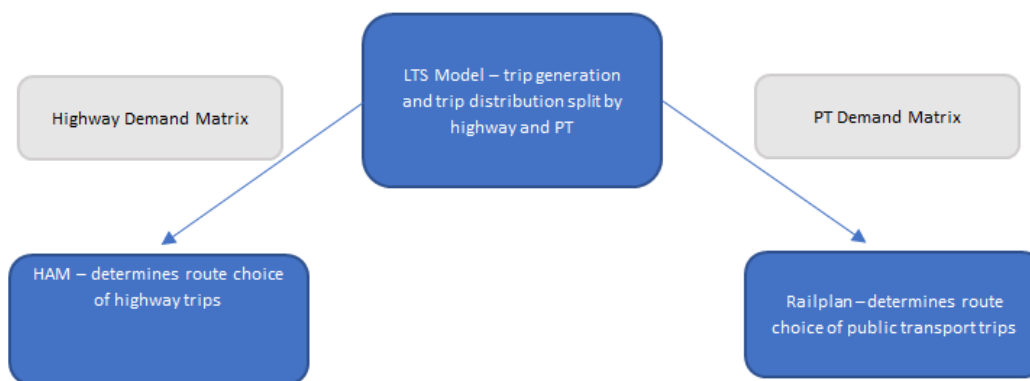 LTS Model – trip generation
and trip distribution split by
highway and PT
Highway Demand Matrix
PT Demand Matrix
HAM – determines route choice
of highway trips
Railplan – determines route
choice of public transport trips